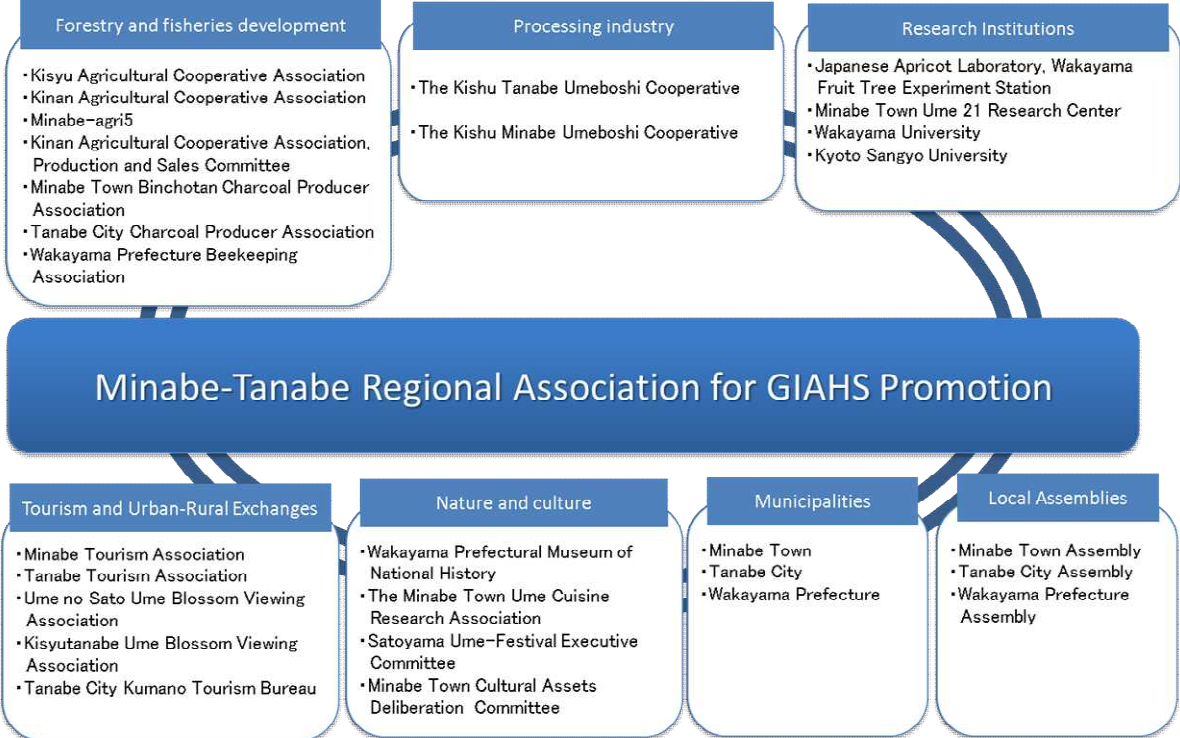 Forestry and fisheries development
・Kisyu Agricultural Cooperative Association
・Kinan Agricultural Cooperative Association
・Minabe-agri5
・Kinan Agricultural Cooperative Association,
Production and Sales Committee
・Minabe Town Binchotan Charcoal Producer
Association
・Tanabe City Charcoal Producer Association
・Wakayama Prefecture Beekeeping
Association
Processing industry
・The Kishu Tanabe Umeboshi Cooperative
・The Kishu Minabe Umeboshi Cooperative
Research Institutions
・Japanese Apricot Laboratory, Wakayama
Fruit Tree Experiment Station
・Minabe Town Ume 21 Research Center
・Wakayama University
・Kyoto Sangyo University
Minabe-Tanabe Regional Association for GIAHS Promotion
Tourism and Urban-Rural Exchanges
・Minabe Tourism Association
・Tanabe Tourism Association
・Ume no Sato Ume Blossom Viewing
Association
・Kisyutanabe Ume Blossom Viewing
Association
・Tanabe City Kumano Tourism Bureau
Nature and culture
・Wakayama Prefectural Museum of
National History
・The Minabe Town Ume Cuisine
Research Association
・Satoyama Ume-Festival Executive
Committee
・Minabe Town Cultural Assets
Deliberation Committee
Municipalities
・Minabe Town
・Tanabe City
・Wakayama Prefecture
Local Assemblies
・Minabe Town Assembly
・Tanabe City Assembly
・Wakayama Prefecture
Assembly